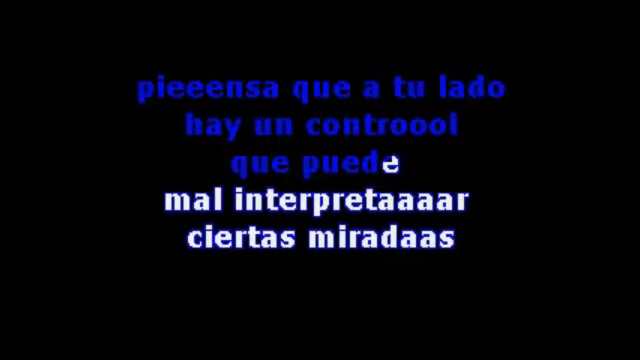 pieeensa que a tu lado
hay un controool
que puede
mal interpretaaaar
ciertas miradaas